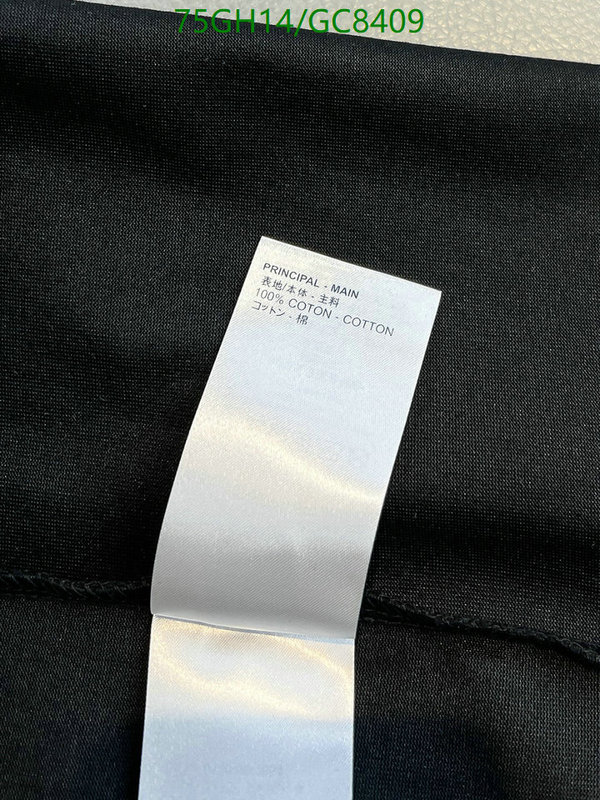 75GH14/GC8409
PRINCIPAL - MAIN
表地/本体 - 主料
100% COTON - COTTON
コットン - 棉